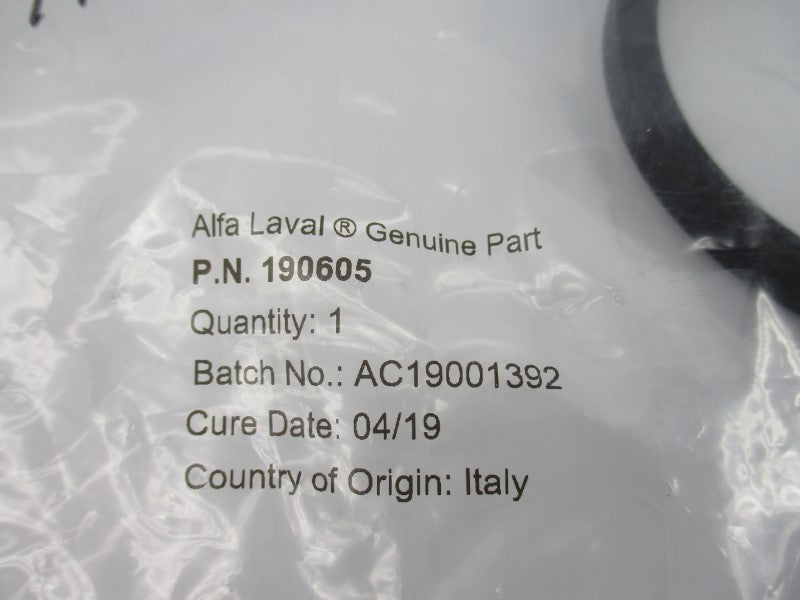 Alfa Laval ® Genuine Part
P.N. 190605
Quantity: 1
Batch No.: AC19001392
Cure Date: 04/19
Country of Origin: Italy